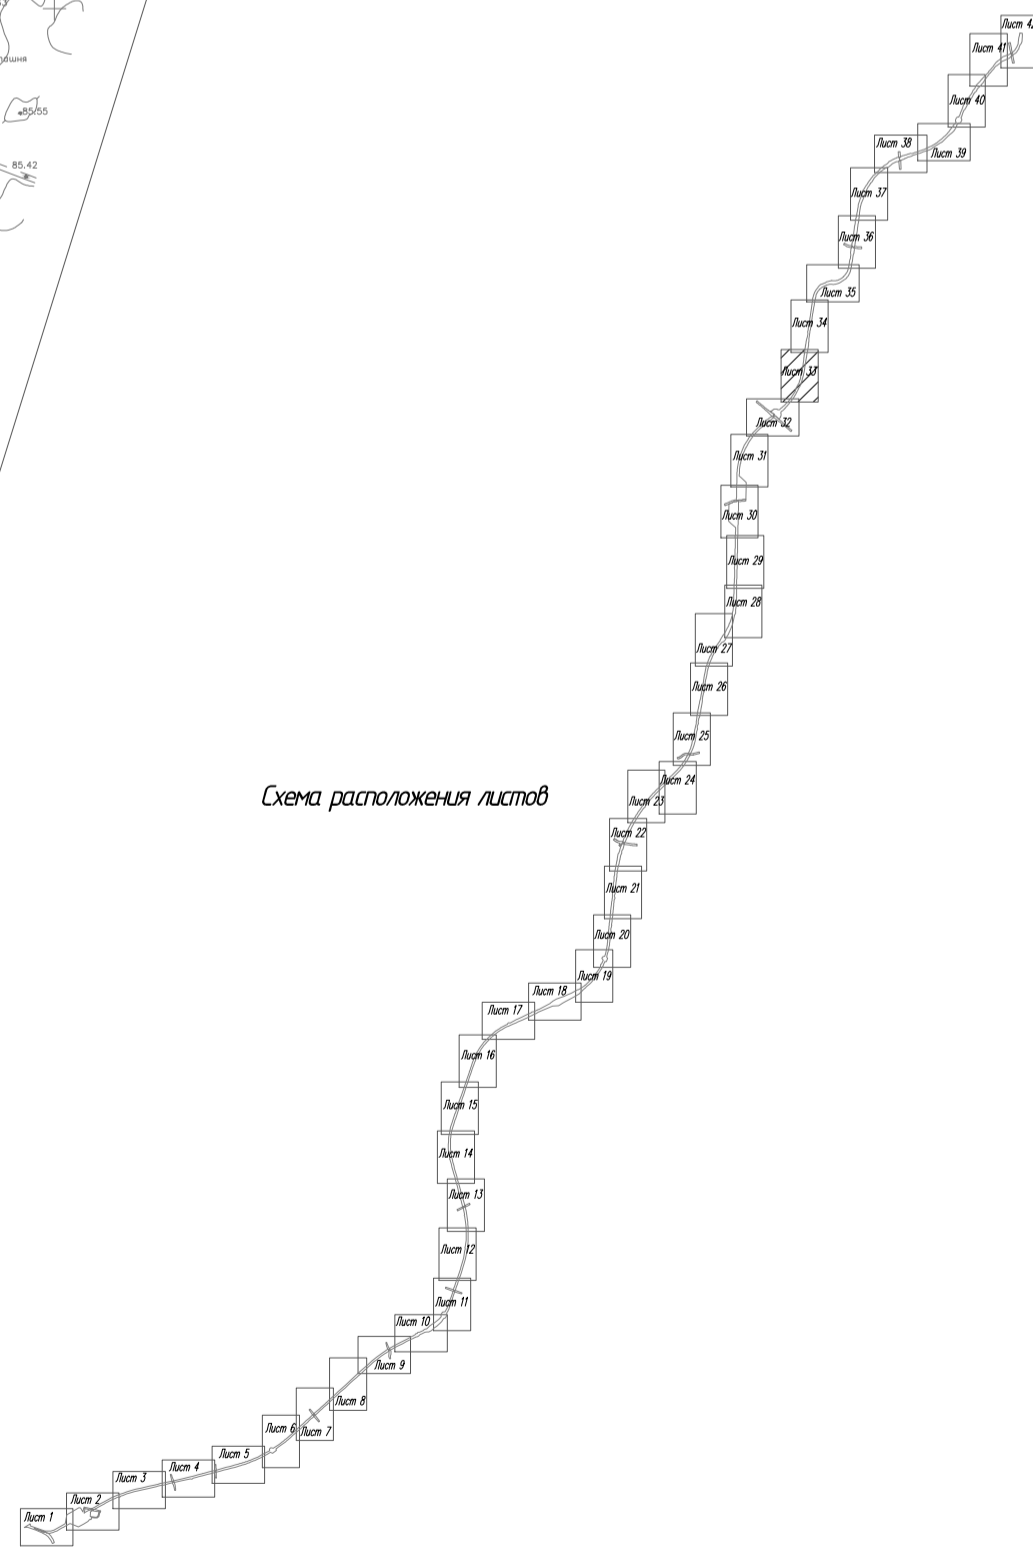 85.55
85.42
Лист 41
Лист 40
Лист 38
Лист 39
Лист 37
Лист 36
Лист 35
Лист 34
Лист 33
Лист 32
Лист 31
Лист 30
Лист 29
Лист 28
Лист 27
Лист 26
Лист 25
Лист 24
Схема расположения листов
Лист 23
Лист 22
Лист 21
Лист 20
Лист 19
Лист 18
Лист 17
Лист 16
Лист 15
Лист 14
Лист 13
Лист 12
Лист 11
Лист 10
Лист 9
Лист 8
Лист 6
Лист 7
Лист 5
Лист 4
Лист 3
Лист 2
Лист 1